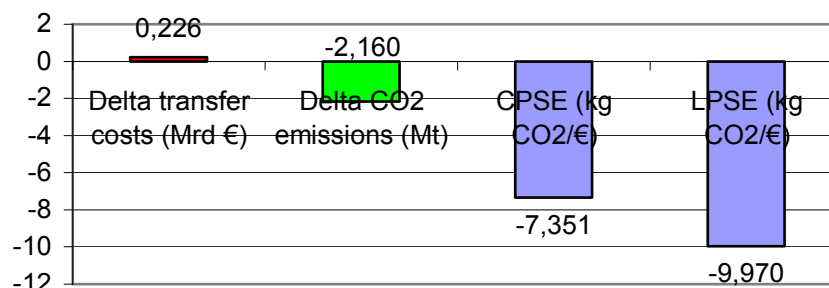 2
0
-2
-4
-6
-8
-10
-12
0,226
-2,160
-7,351
-9,970
Delta transfer
costs (Mrd €)
Delta CO2
emissions (Mt)
CPSE (kg
CO2/€)
LPSE (kg
CO2/€)